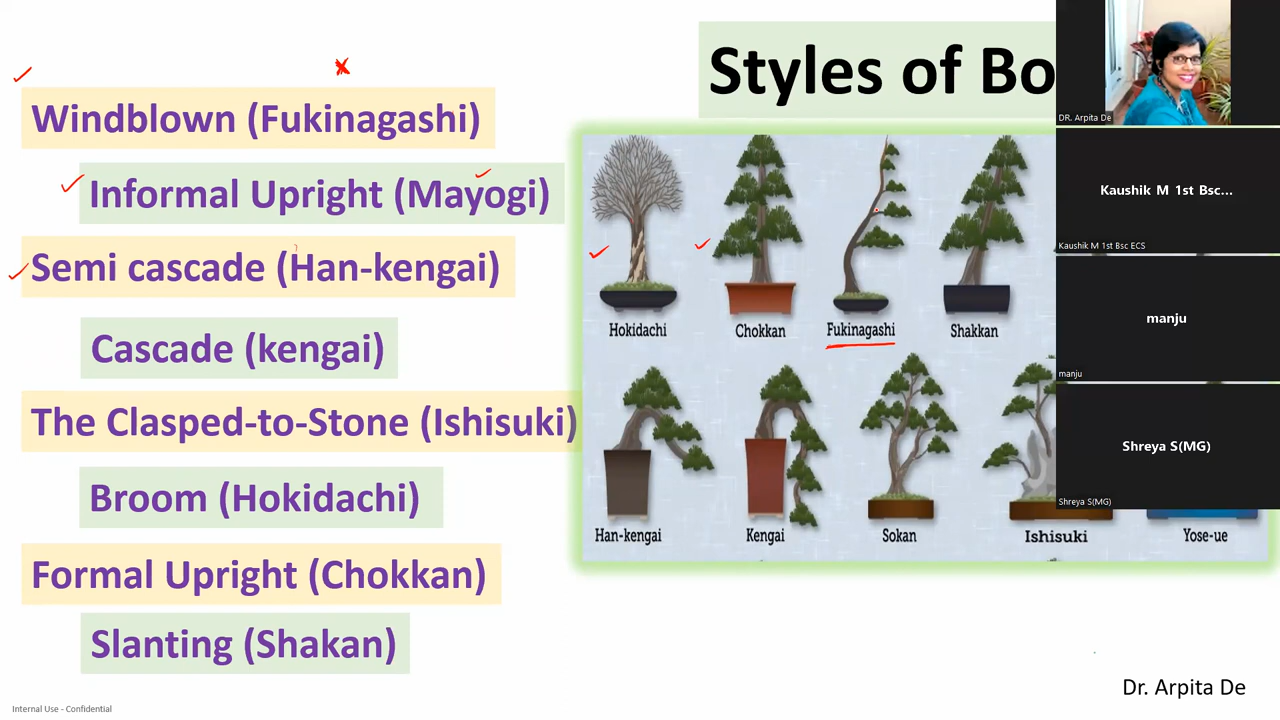 Styles of Bo
Windblown (Fukinagashi)
Informal Upright (Mayogi)
Semi cascade (Han-kengai)
Cascade (kengai)
The Clasped-to-Stone (Ishisuki)
Broom (Hokidachi)
Formal Upright (Chokkan)
Slanting (Shakan)
Hokidachi
Chokkan
Fukinagashi
Shakkan
Han-kengai
Kengai
Sokan
Ishisuki
Yose-ue
DR. Arpita De
Kaushik M 1st Bsc...
Kaushik M 1st Bsc ECS
manju
manju
Shreya S(MG)
Shreya S(MG)
Dr. Arpita De
Internal Use - Confidential